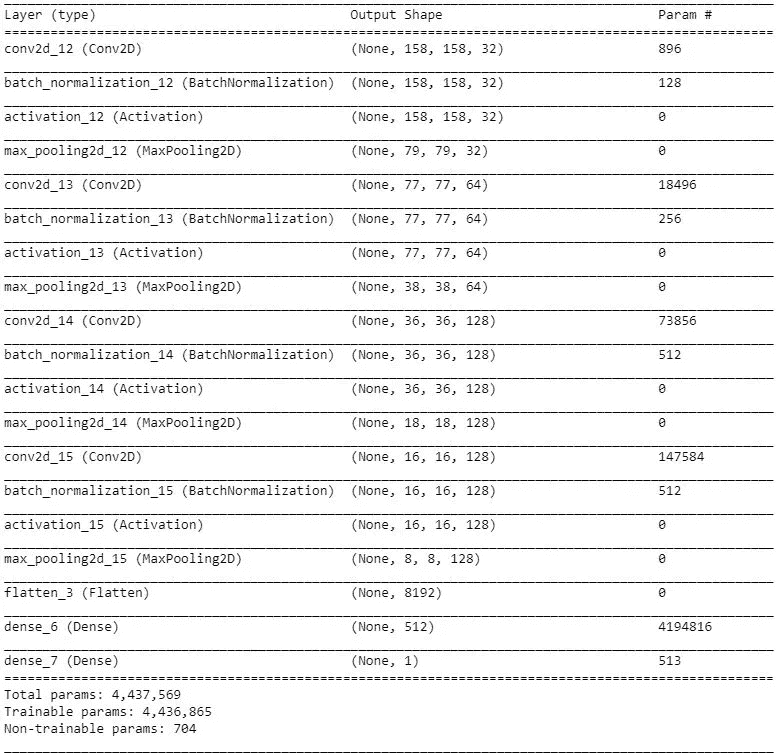 Layer (type) Output Shape Param #
conv2d_12 (Conv2D) (None, 158, 158, 32) 896
batch_normalization_12 (BatchNormalization) (None, 158, 158, 32) 128
activation_12 (Activation) (None, 158, 158, 32) 0
max_pooling2d_12 (MaxPooling2D) (None, 79, 79, 32) 0
conv2d_13 (Conv2D) (None, 77, 77, 64) 18496
batch_normalization_13 (BatchNormalization) (None, 77, 77, 64) 256
activation_13 (Activation) (None, 77, 77, 64) 0
max_pooling2d_13 (MaxPooling2D) (None, 38, 38, 64) 0
conv2d_14 (Conv2D) (None, 36, 36, 128) 73856
batch_normalization_14 (BatchNormalization) (None, 36, 36, 128) 512
activation_14 (Activation) (None, 36, 36, 128) 0
max_pooling2d_14 (MaxPooling2D) (None, 18, 18, 128) 0
conv2d_15 (Conv2D) (None, 16, 16, 128) 147584
batch_normalization_15 (BatchNormalization) (None, 16, 16, 128) 512
activation_15 (Activation) (None, 16, 16, 128) 0
max_pooling2d_15 (MaxPooling2D) (None, 8, 8, 128) 0
flatten_3 (Flatten) (None, 8192) 0
dense_6 (Dense) (None, 512) 4194816
dense_7 (Dense) (None, 1) 513
Total params: 4,437,569
Trainable params: 4,436,865
Non-trainable params: 704